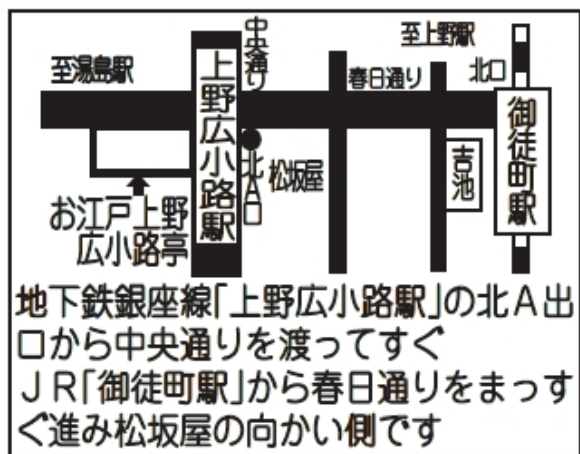 至湯島駅
中央通り
上野広小路駅
北A口
松坂屋
春日通り
至上野駅
北口
御徒町駅
吉池
お江戸上野
広小路亭
地下鉄銀座線「上野広小路駅」の北A出
口から中央通りを渡ってすぐ
JR「御徒町駅」から春日通りをまっす
ぐ進み松坂屋の向かい側です